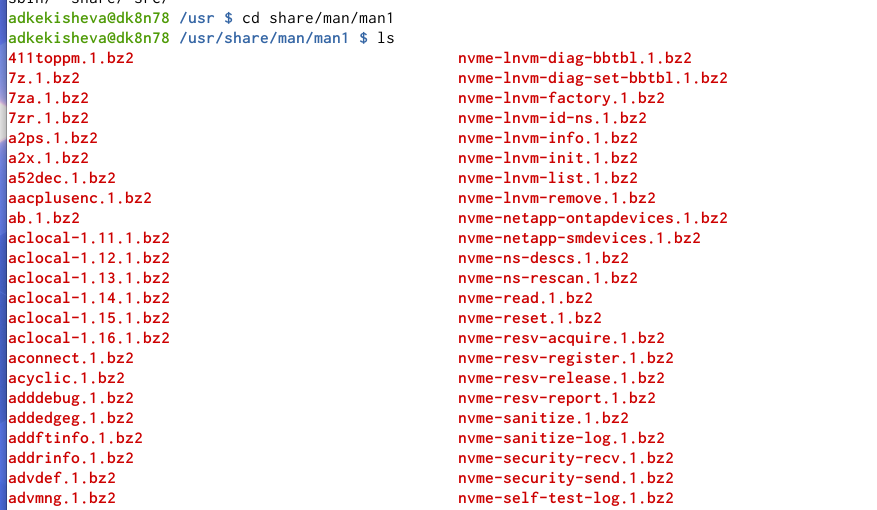 adkekisheva@dk8n78 /usr $ cd share/man/man1
adkekisheva@dk8n78 /usr/share/man/man1 $ ls
411toppm.1.bz2 nvme-lnvm-diag-bbtbl.1.bz2
7z.1.bz2 nvme-lnvm-diag-set-bbtbl.1.bz2
7za.1.bz2 nvme-lnvm-factory.1.bz2
7zr.1.bz2 nvme-lnvm-id-ns.1.bz2
a2ps.1.bz2 nvme-lnvm-info.1.bz2
a2x.1.bz2 nvme-lnvm-init.1.bz2
a52dec.1.bz2 nvme-lnvm-list.1.bz2
aacplusenc.1.bz2 nvme-lnvm-remove.1.bz2
ab.1.bz2 nvme-netapp-ontapdevices.1.bz2
aclocal-1.11.1.bz2 nvme-netapp-smdevices.1.bz2
aclocal-1.12.1.bz2 nvme-ns-descs.1.bz2
aclocal-1.13.1.bz2 nvme-ns-rescan.1.bz2
aclocal-1.14.1.bz2 nvme-read.1.bz2
aclocal-1.15.1.bz2 nvme-reset.1.bz2
aclocal-1.16.1.bz2 nvme-resv-acquire.1.bz2
aconnect.1.bz2 nvme-resv-register.1.bz2
acyclic.1.bz2 nvme-resv-release.1.bz2
adddebug.1.bz2 nvme-resv-report.1.bz2
addedgeg.1.bz2 nvme-sanitize.1.bz2
addftinfo.1.bz2 nvme-sanitize-log.1.bz2
addrinfo.1.bz2 nvme-security-recv.1.bz2
advdef.1.bz2 nvme-security-send.1.bz2
advmng.1.bz2 nvme-self-test-log.1.bz2